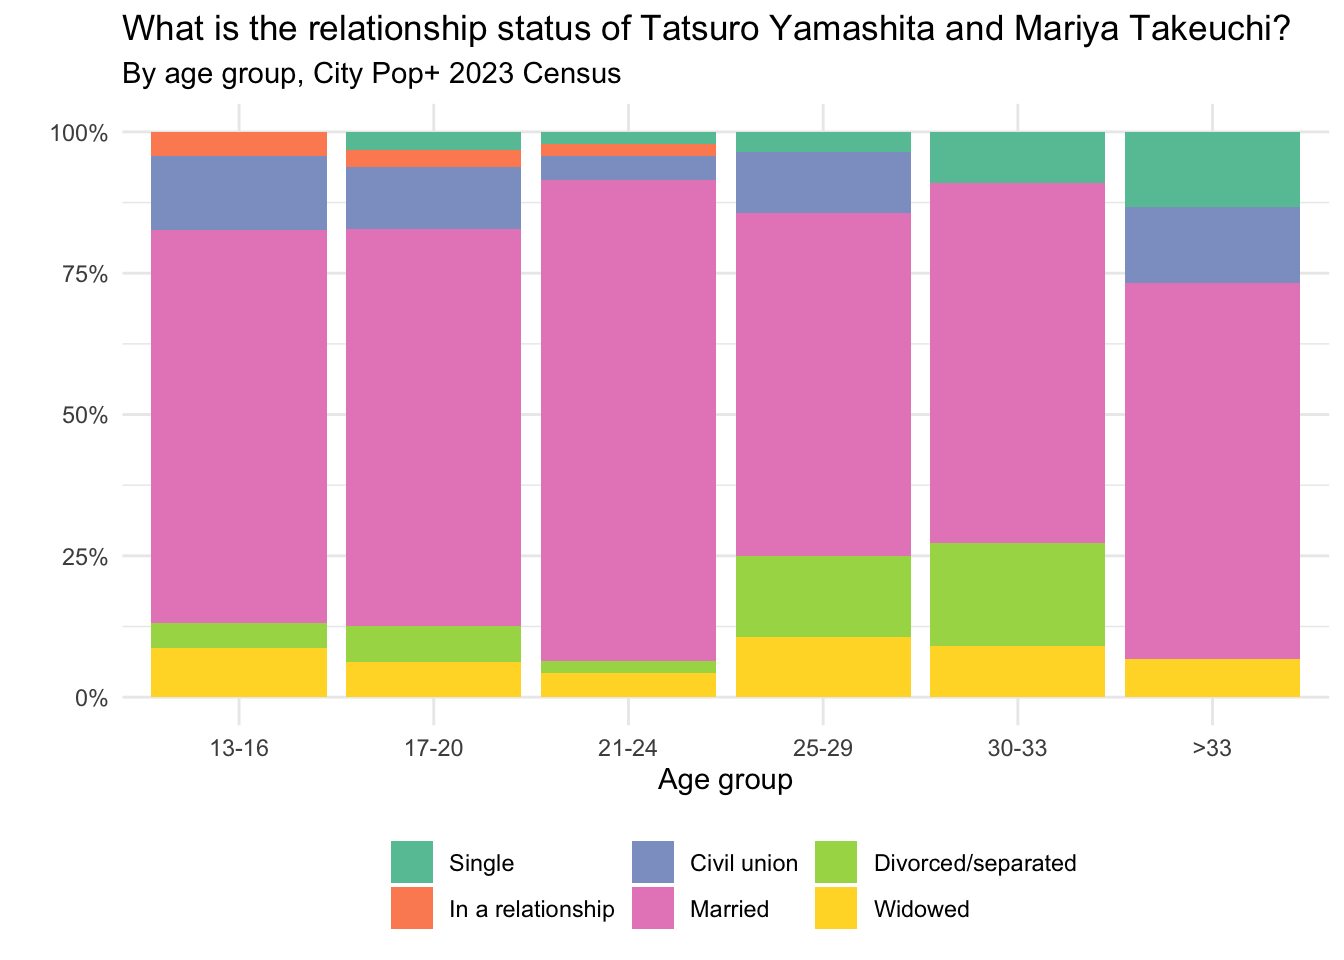 What is the relationship status of Tatsuro Yamashita and Mariya Takeuchi?
By age group, City Pop+ 2023 Census
100%
75%
50%
25%
0%
13-16 17-20 21-24 25-29 30-33 >33
Age group
Single Civil union Divorced/separated
In a relationship Married Widowed